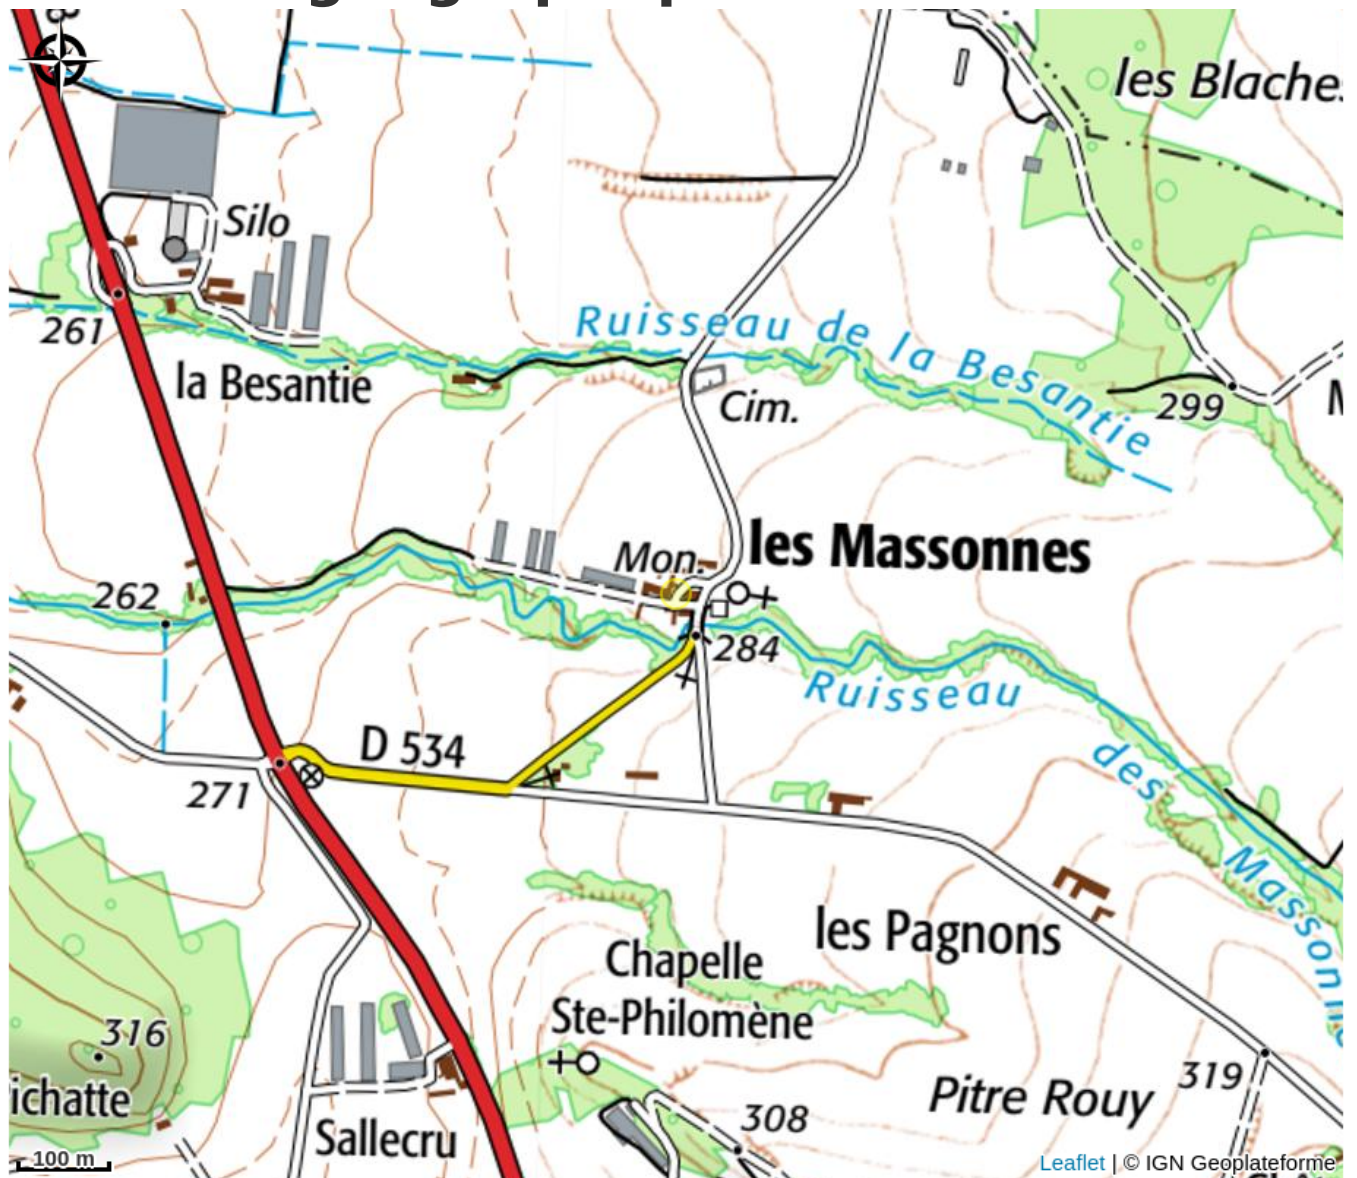 les Blache
Silo
261
Ruisseau de la Besantie
la Besantie
Cim.
299
les Massonnes
Mon.
262
284
Ruisseau
D 534
des
271
Masson
les Pagnons
Chapelle
Ste-Philomène
316
ichatte
319
Pitre Rouy
308
Sallecru
100 m
Leaflet | © IGN Geoplateforme